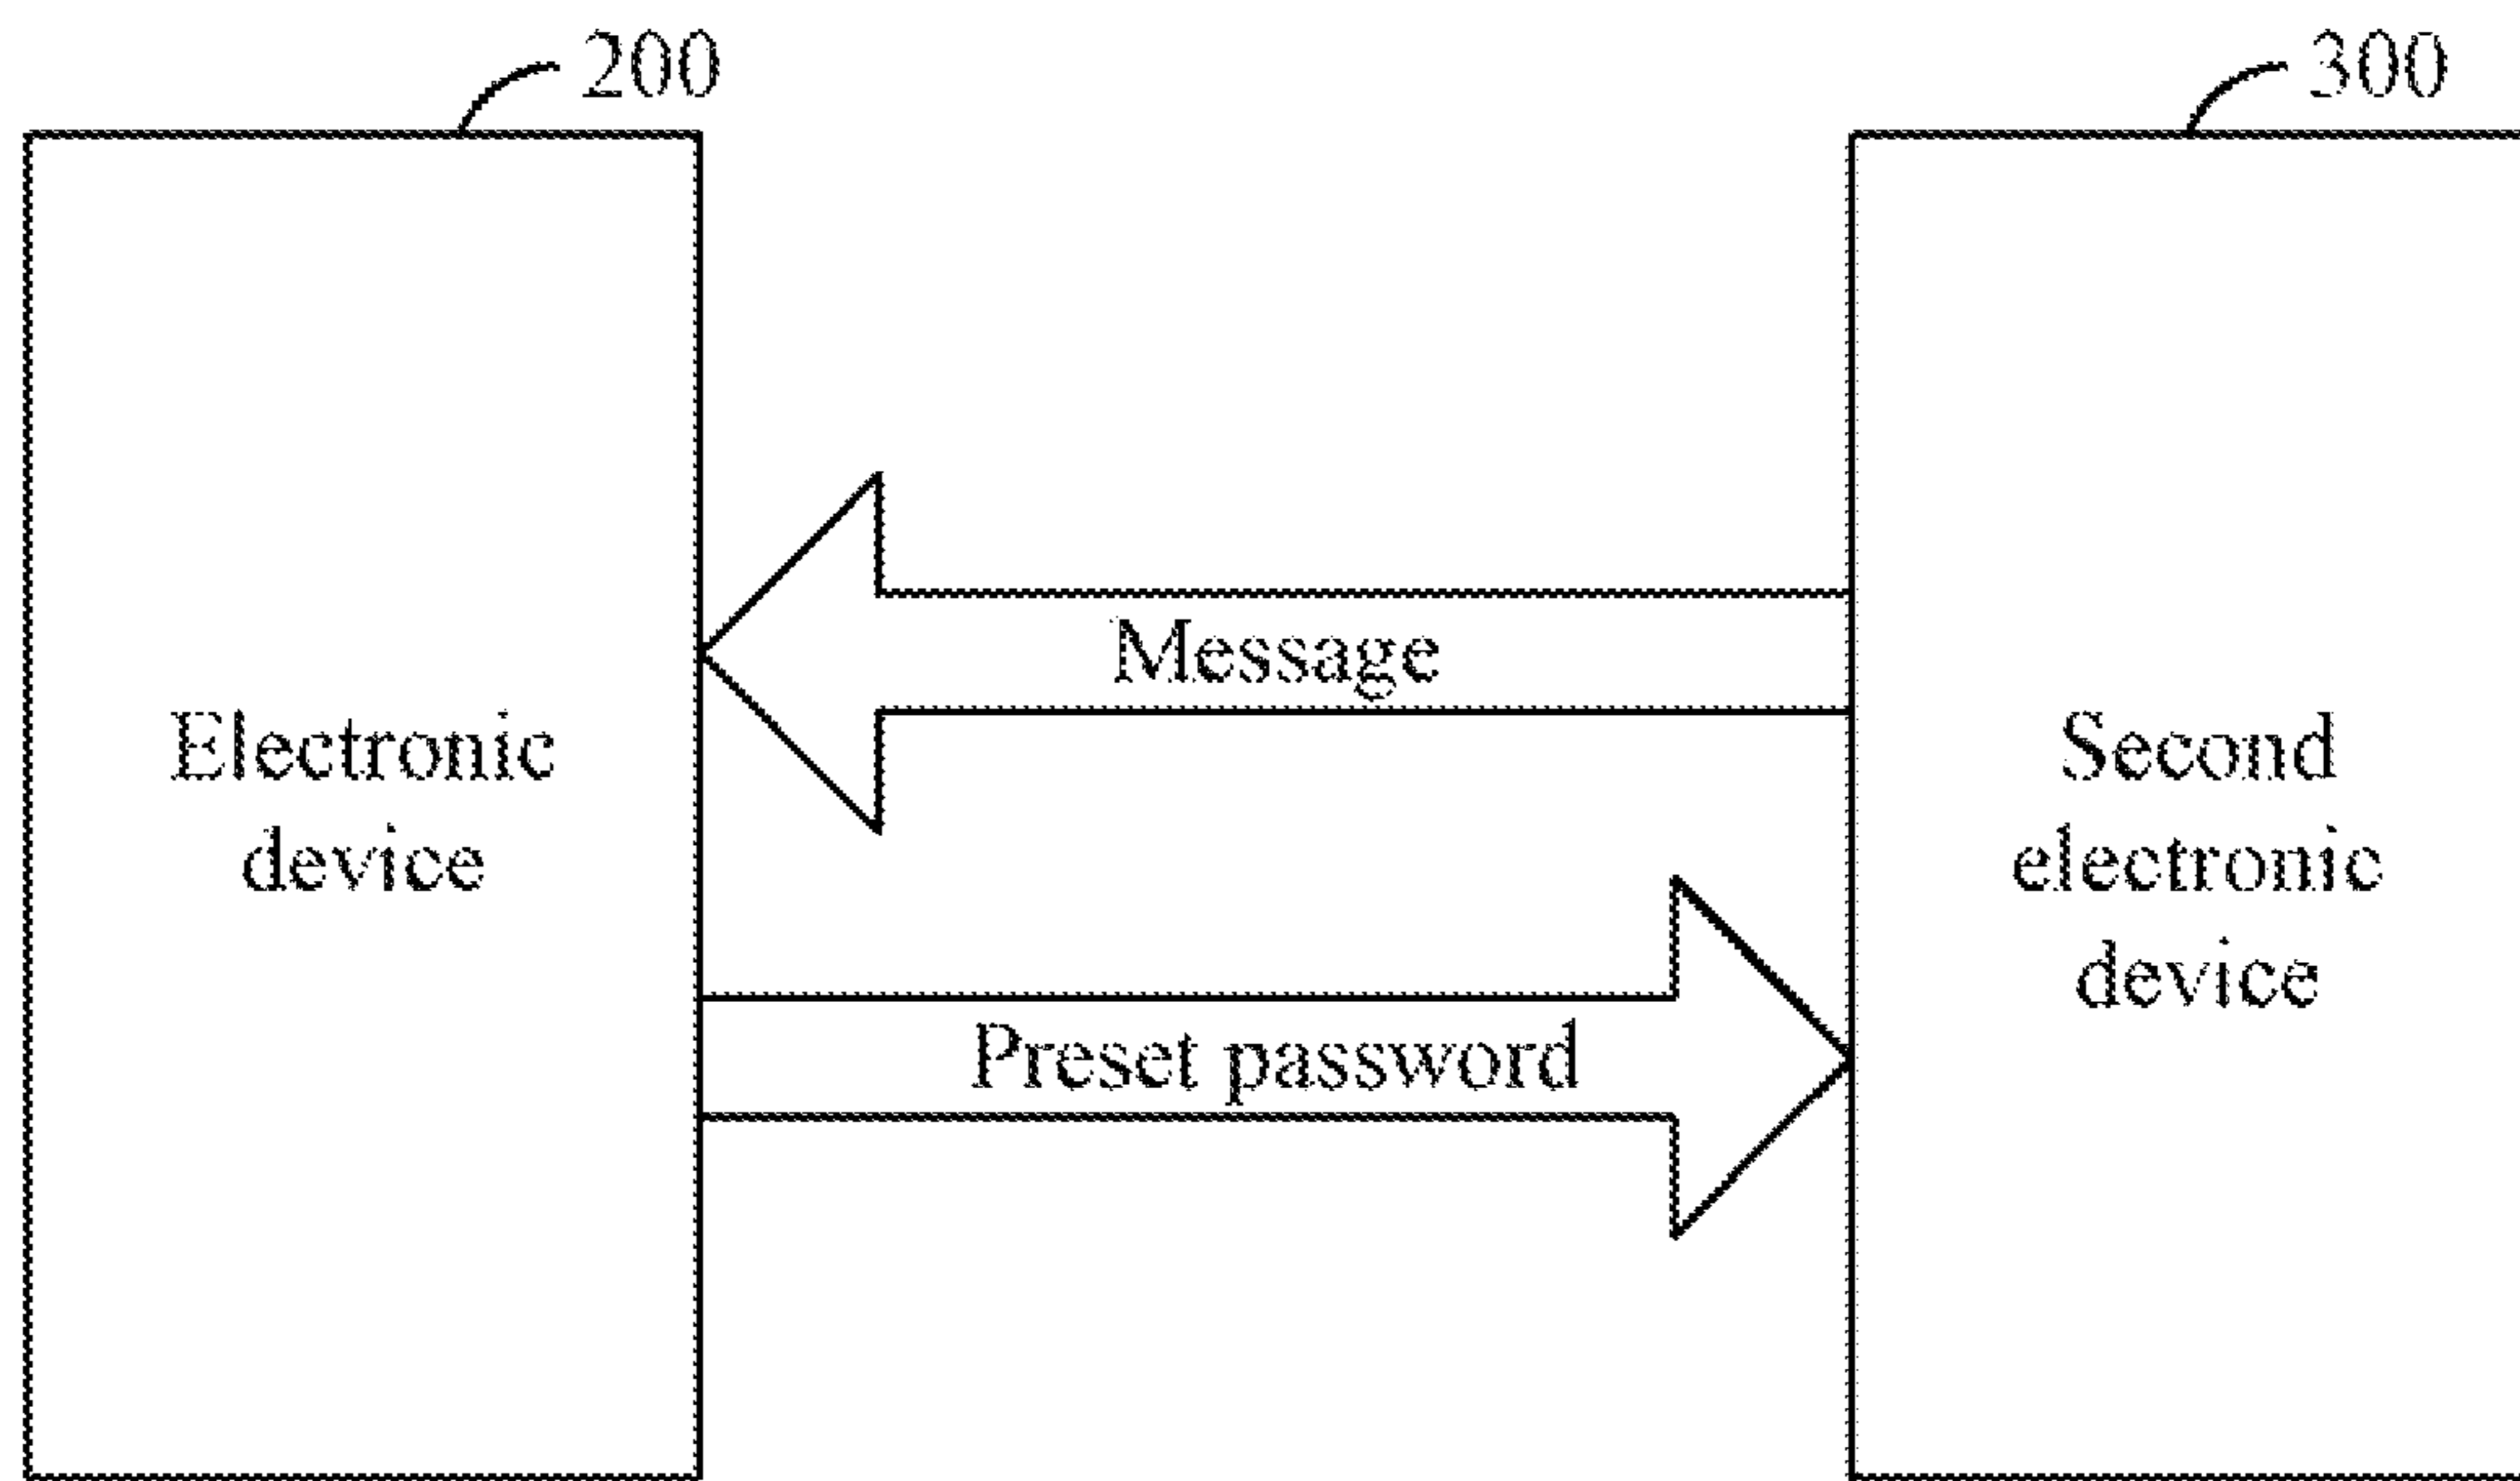 200
300
Message
Electronic
device
Second
electronic
device
Preset password